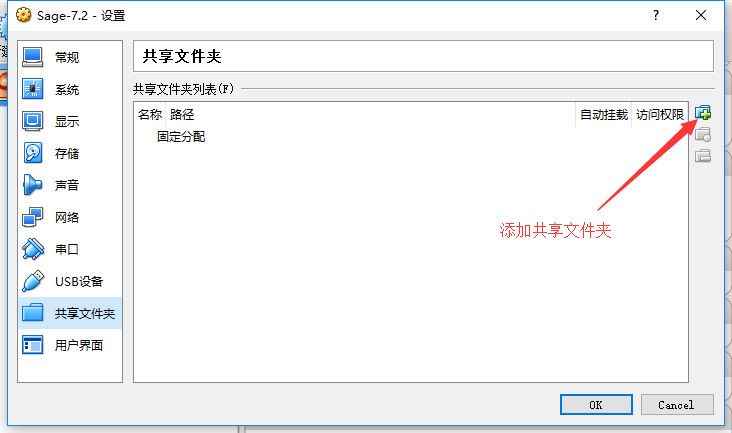 Sage-7.2 - 设置
常规
系统
显示
存储
声音
网络
串口
USB设备
共享文件夹
用户界面
共享文件夹
共享文件夹列表(F)
名称 路径 自动挂载 访问权限
固定分配
添加共享文件夹
OK Cancel